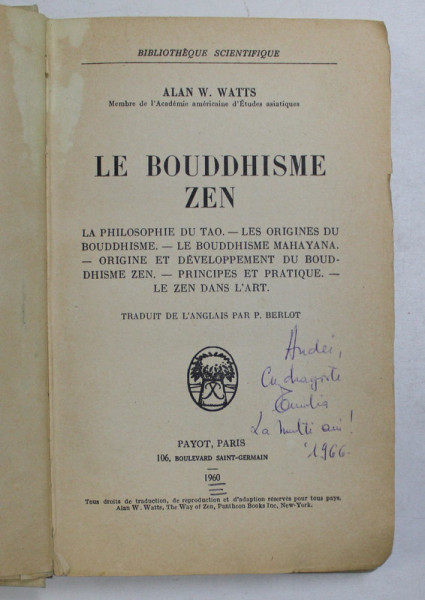 BIBLIOTHÈQUE SCIENTIFIQUE
ALAN W. WATTS
Membre de l'Académie américaine d'Études asiatiques
LE BOUDDHISME
ZEN
LA PHILOSOPHIE DU TAO. — LES ORIGINES DU
BOUDDHISME. — LE BOUDDHISME MAHAYANA.
— ORIGINE ET DÉVELOPPEMENT DU BOUD-
DHISME ZEN. — PRINCIPES ET PRATIQUE. —
LE ZEN DANS L'ART.
TRADUIT DE L'ANGLAIS PAR P. BERLOT
Andei,
Cu dragoste
Emilia
La multi ani!
1966.
PAYOT, PARIS
106, BOULEVARD SAINT-GERMAIN
1960
Tous droits de traduction, de reproduction et d'adaption réservés pour tous pays.
Alan W. Watts, The Way of Zen, Pantheon Books Inc, New-York.